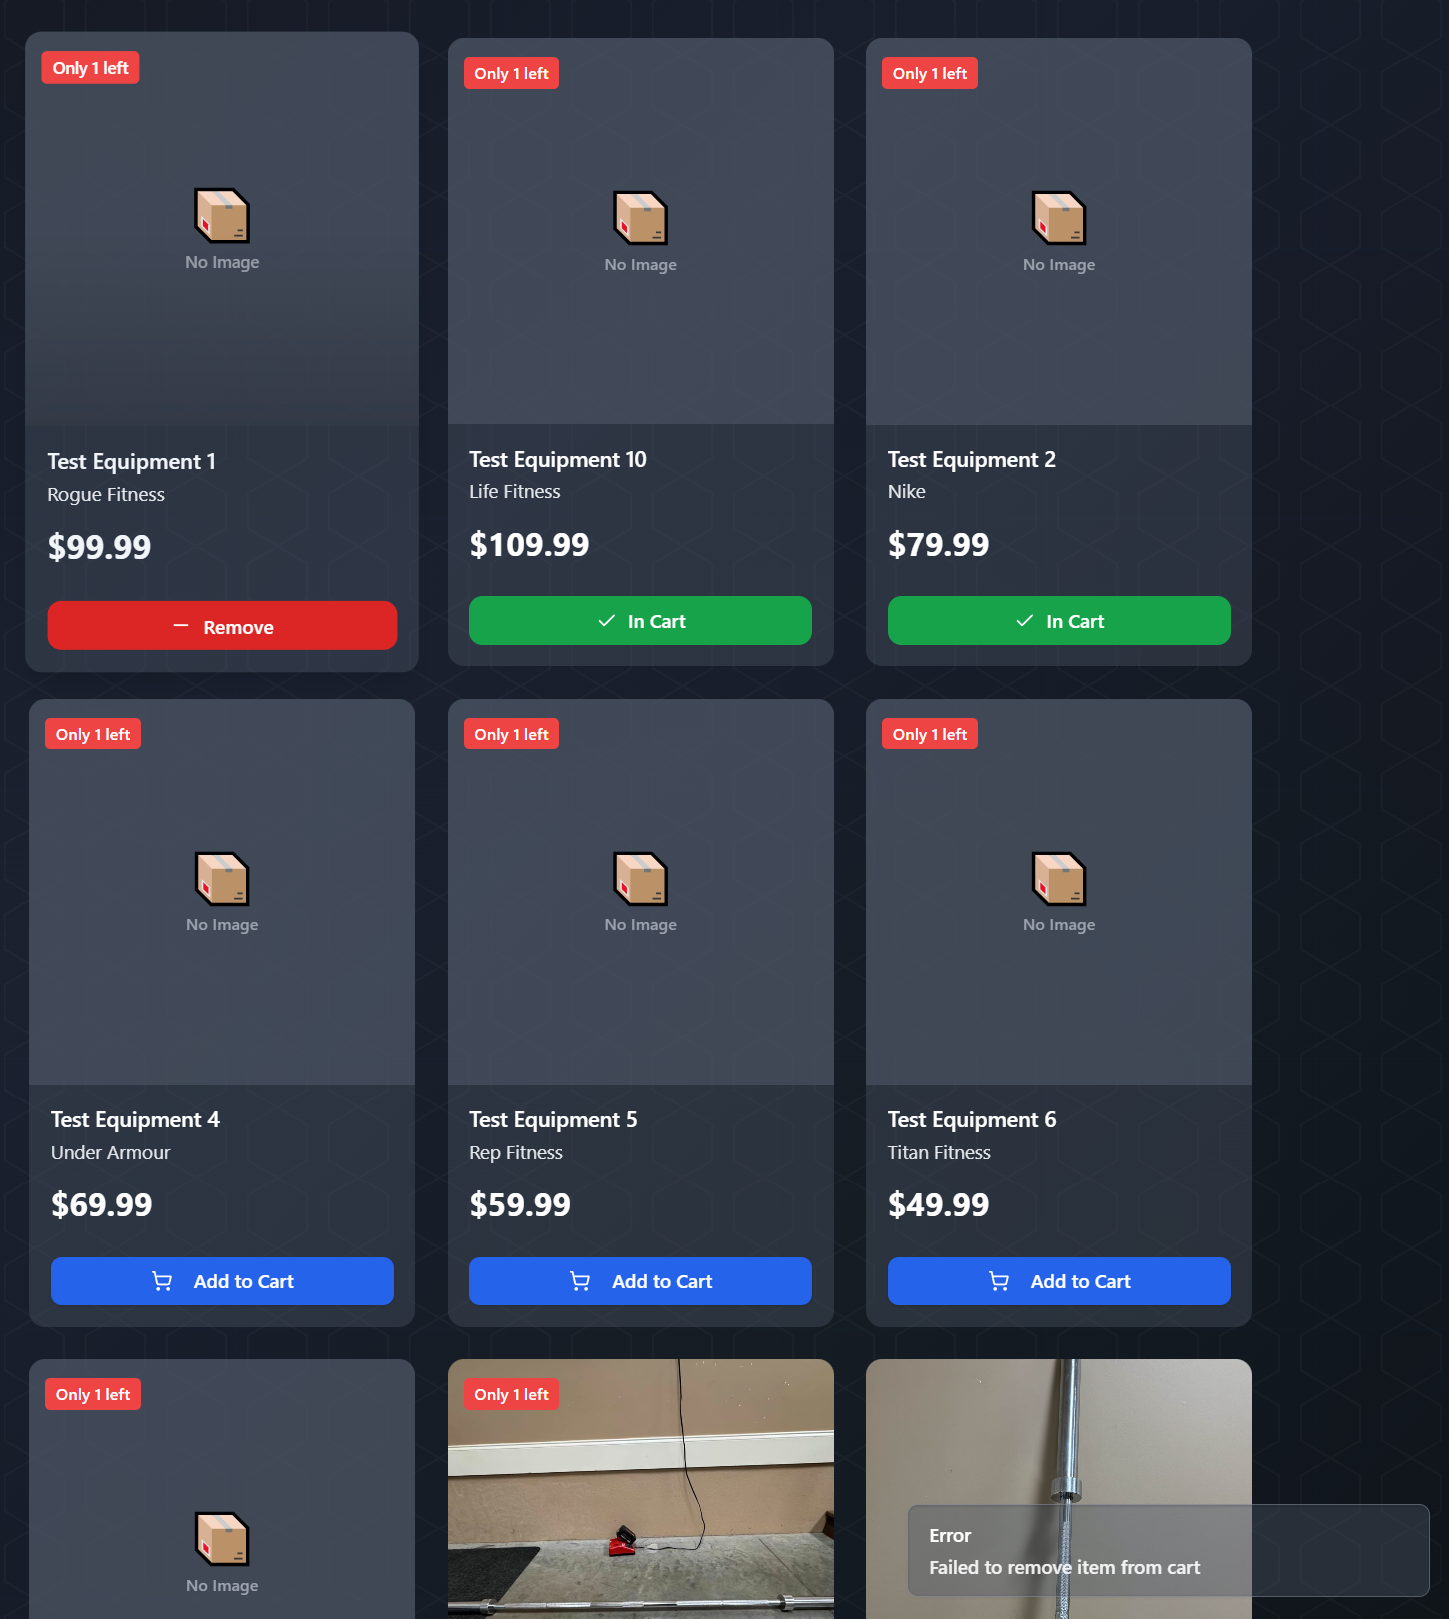 Only 1 left
No Image
Test Equipment 1
Rogue Fitness
$99.99
Remove
Only 1 left
No Image
Test Equipment 10
Life Fitness
$109.99
In Cart
Only 1 left
No Image
Test Equipment 2
Nike
$79.99
In Cart
Only 1 left
No Image
Test Equipment 4
Under Armour
$69.99
Add to Cart
Only 1 left
No Image
Test Equipment 5
Rep Fitness
$59.99
Add to Cart
Only 1 left
No Image
Test Equipment 6
Titan Fitness
$49.99
Add to Cart
Only 1 left
No Image
Only 1 left
Error
Failed to remove item from cart